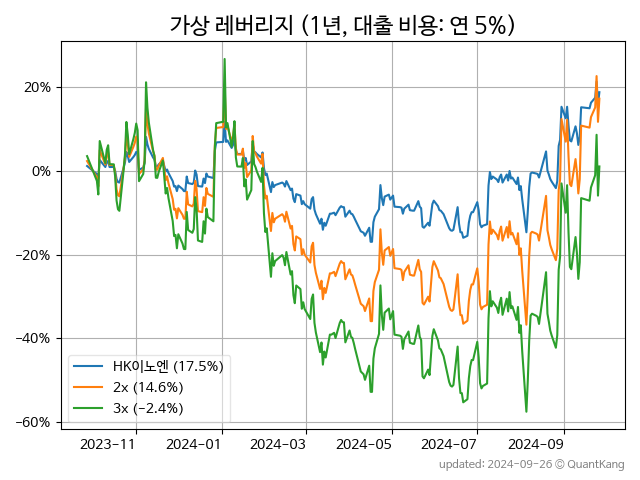 가상 레버리지 (1년, 대출 비용: 연 5%)
20%
0%
−20%
−40%
−60%
HK이노엔 (17.5%)
2x (14.6%)
3x (−2.4%)
2023-11
2024-01
2024-03
2024-05
2024-07
2024-09
updated: 2024-09-26 © QuantKang